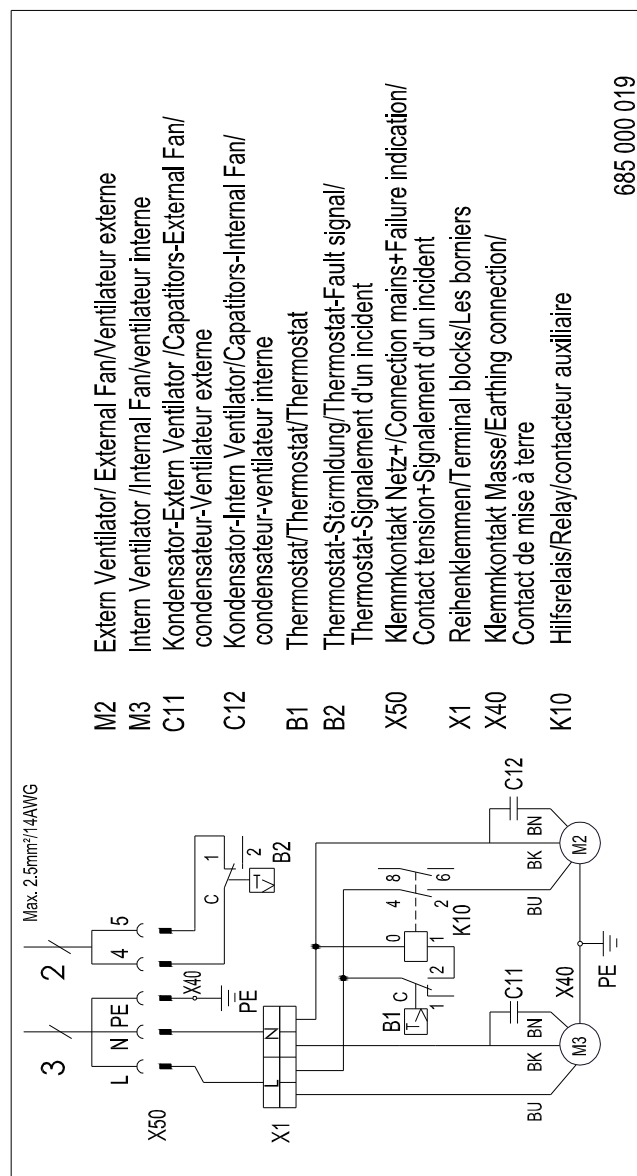 Max. 2.5mm²/14AWG
3
2
L
N
PE
4
5
X50
X40
PE
C
1
2
B2
X1
L
N
B1
C
1
2
0
1
K10
4
8
2
6
C11
C12
BU
BK
BN
BU
BK
BN
M3
M2
X40
PE
M2 Extern Ventilator/ External Fan/Ventilateur externe
M3 Intern Ventilator /Internal Fan/ventilateur interne
C11 Kondensator-Extern Ventilator /Capatitors-External Fan/
condensateur-Ventilateur externe
C12 Kondensator-Intern Ventilator/Capatitors-Internal Fan/
condensateur-ventilateur interne
B1 Thermostat/Thermostat/Thermostat
B2 Thermostat-Störmldung/Thermostat-Fault signal/
Thermostat-Signalement d'un incident
X50 Klemmkontakt Netz+/Connection mains+Failure indication/
Contact tension+Signalement d'un incident
X1 Reihenklemmen/Terminal blocks/Les borniers
X40 Klemmkontakt Masse/Earthing connection/
Contact de mise à terre
K10 Hilfsrelais/Relay/contacteur auxiliaire
685 000 019